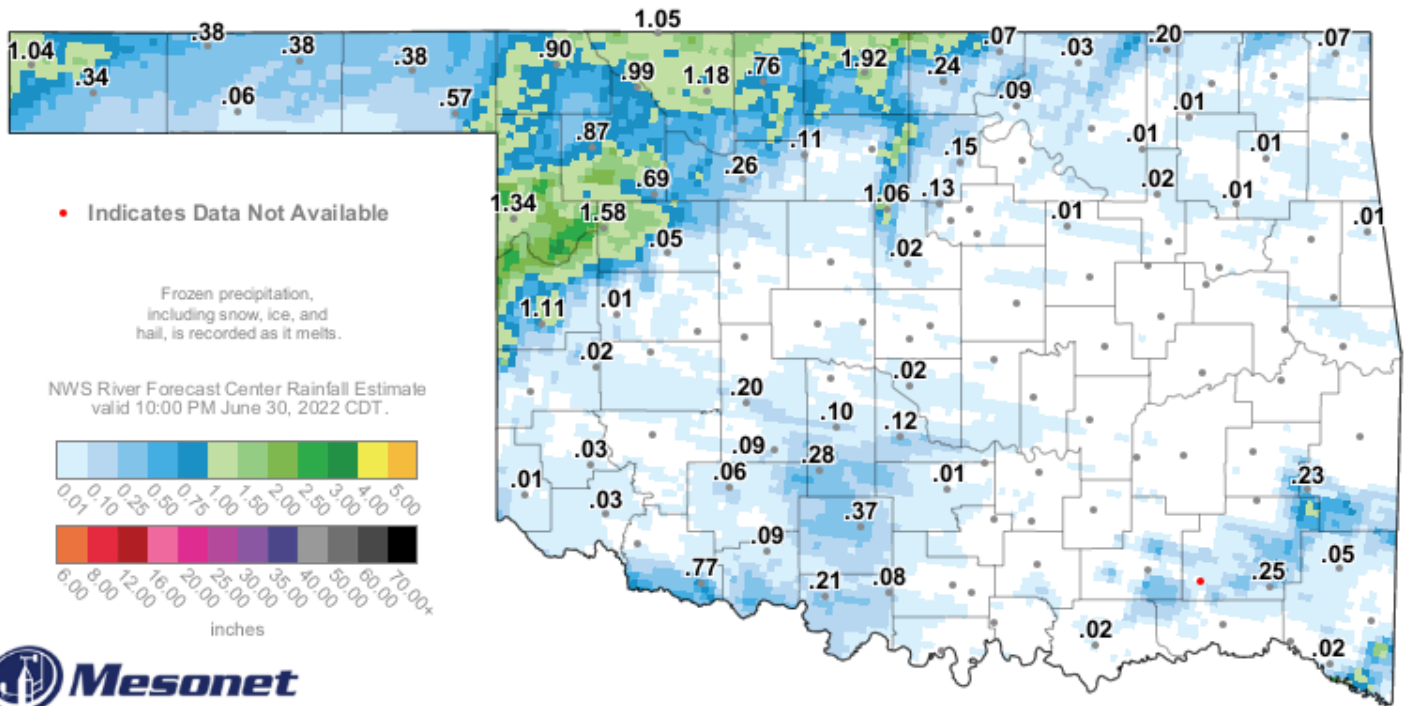 1.05
1.04 .38 .38 .38 .90 .99 1.18 .76 1.92 .07 .03 .20 .07
.34 .06 .57 .24 .09 .01
.87 .11 .15 .01 .01
.69 .26 1.06 .13 .02 .01
1.34 1.58 .05 .02 .01 .01
Indicates Data Not Available
Frozen precipitation,
including snow, ice, and
hail, is recorded as it melts.
1.11 .01
.02 .02
NWS River Forecast Center Rainfall Estimate
valid 10:00 PM June 30, 2022 CDT.
.20 .10 .12
.03 .09 .28
.01 .03 .06 .01 .23
.37
.09 .05
.77 .21 .08 .25
.02 .02
0.01 0.10 0.25 0.50 0.75 1.00 1.50 2.00 2.50 3.00 4.00 5.00
6.00 8.00 12.00 16.00 20.00 25.00 30.00 35.00 40.00 50.00 60.00 70.00+
inches
Mesonet